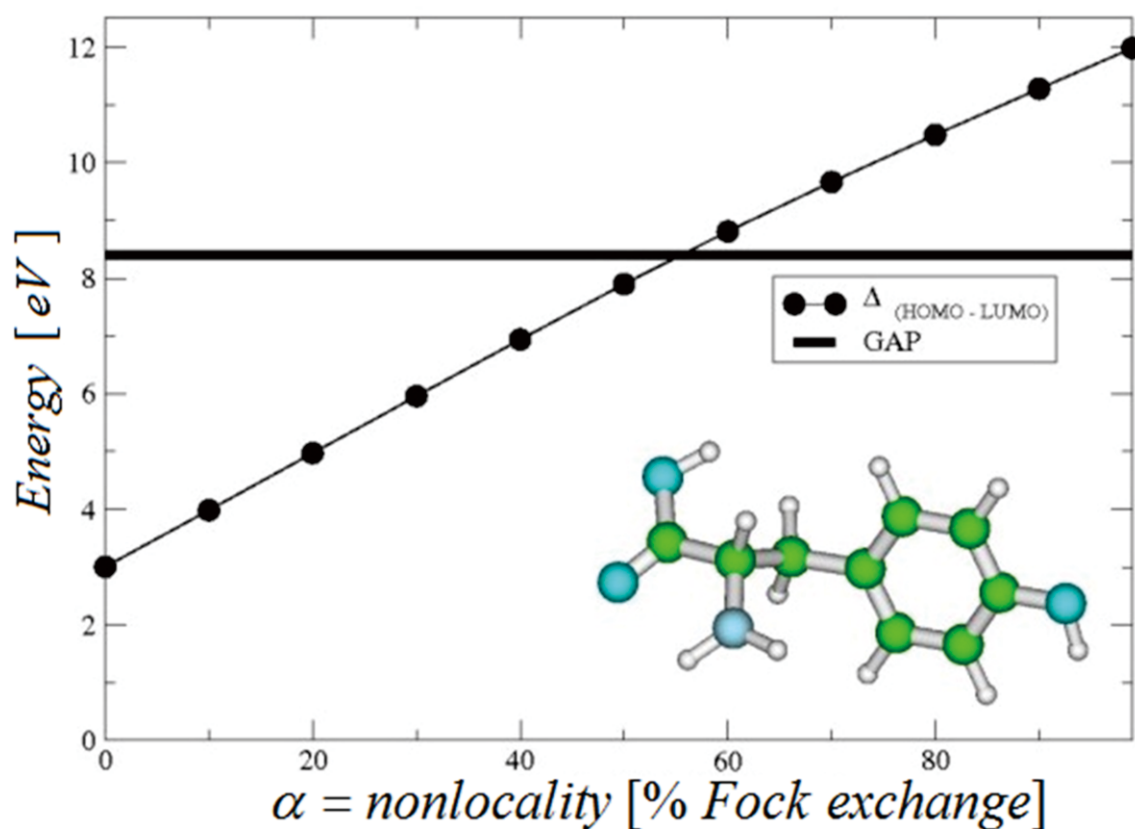 12
10
8
6
4
2
0
Energy [eV]
Δ (HOMO - LUMO)
GAP
0 20 40 60 80
α = nonlocality [% Fock exchange]